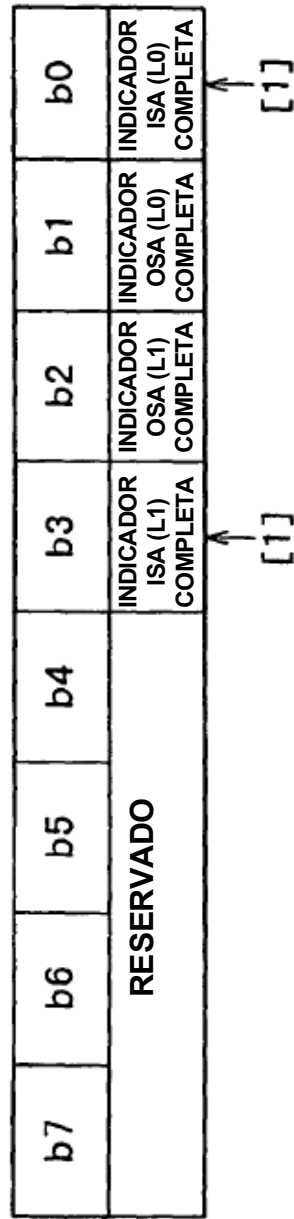 b7 b6 b5 b4 b3 b2 b1 b0
RESERVADO
INDICADOR
ISA (L1)
COMPLETA
INDICADOR
OSA (L1)
COMPLETA
INDICADOR
OSA (L0)
COMPLETA
INDICADOR
ISA (L0)
COMPLETA
[1]
[1]